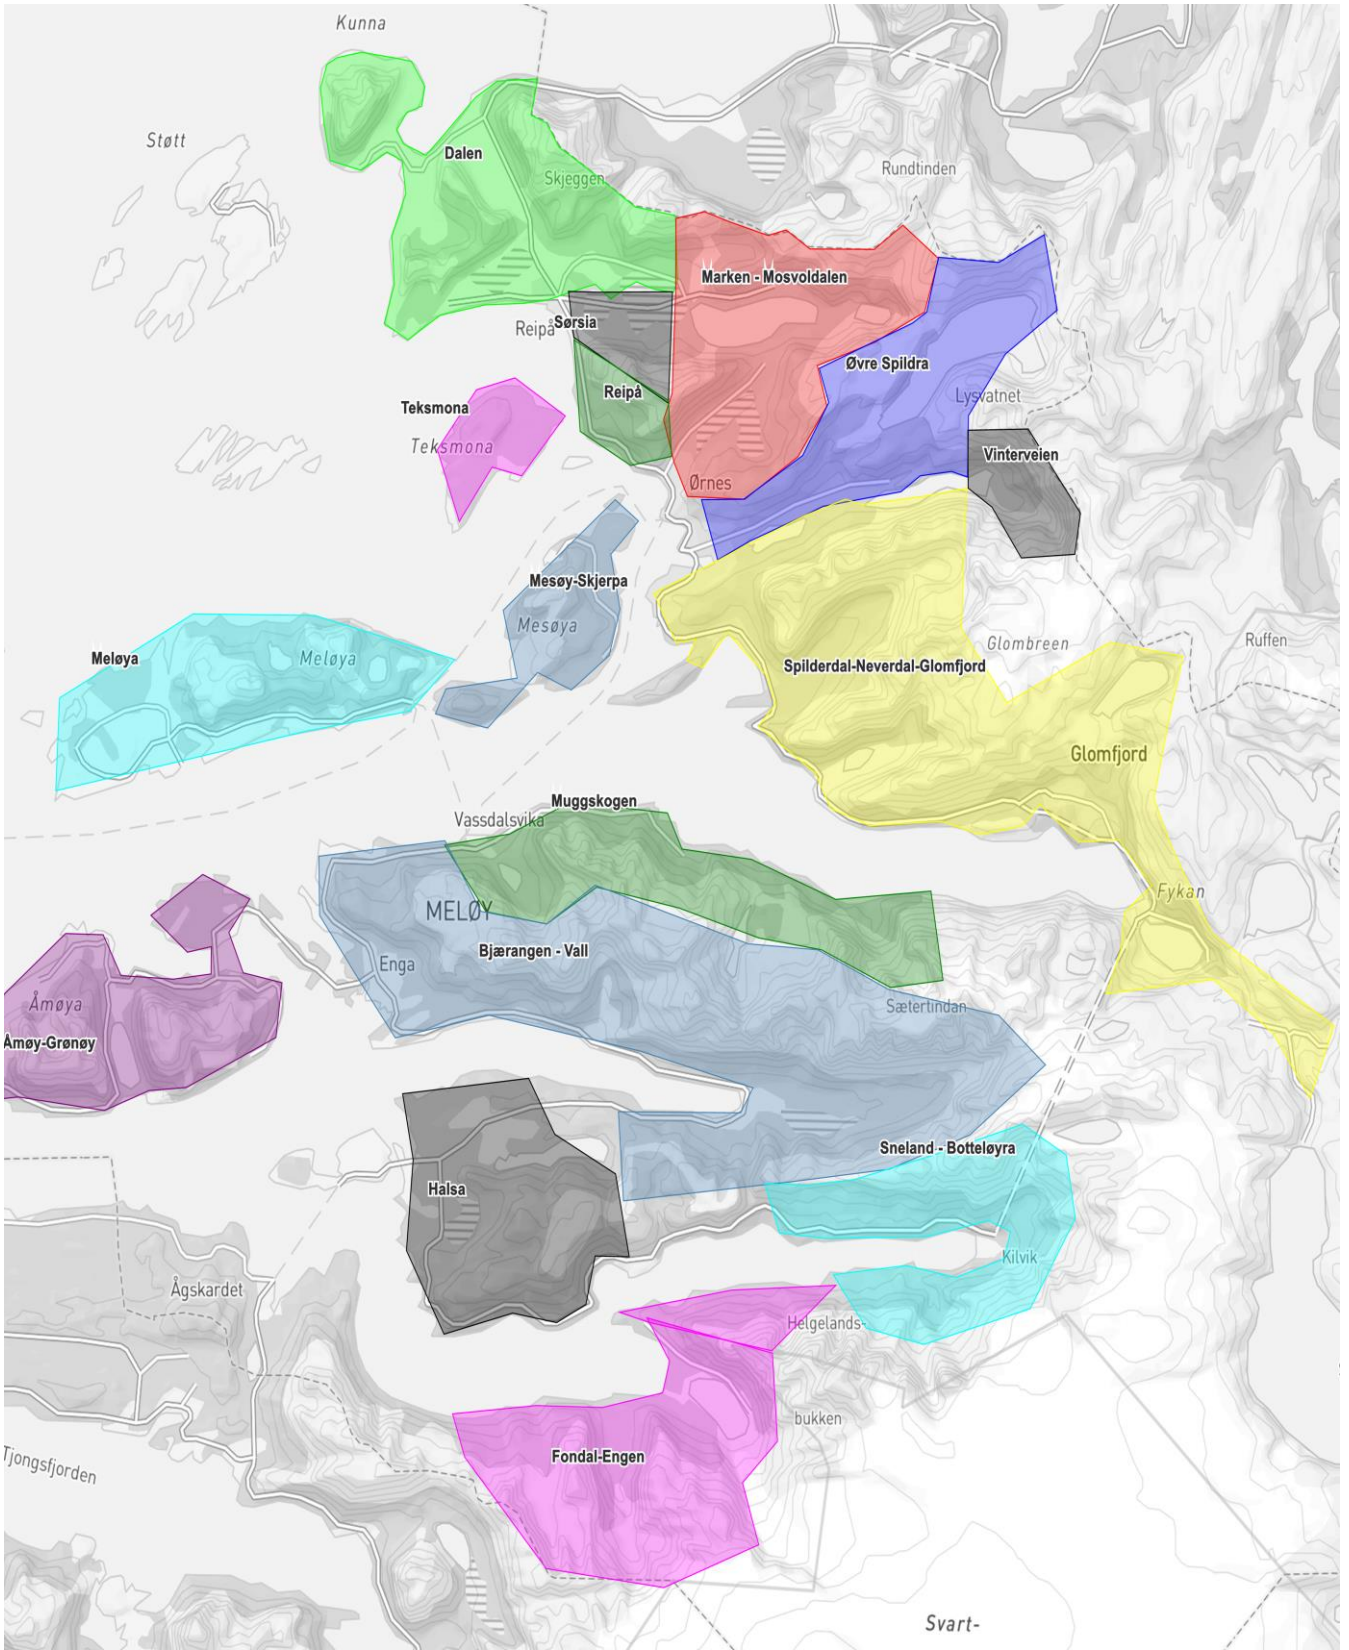 Kunna
Støtt
Dalen
Skjeggen
Rundtinden
Marken - Mosvoldalen
Reipå
Sørsia
Øvre Spildra
Reipå
Lysvatnet
Teksmona
Teksmona
Vinterveien
Ørnes
Mesøy-Skjerpa
Mesøya
Meløya
Meløya
Spilderdal-Neverdal-Glomfjord
Glombreen
Ruffen
Glomfjord
Muggskogen
Vassdalsvika
Fykan
MELØY
Bjærangen - Vall
Enga
Åmøya
Sætertindan
Åmøy-Grønøy
Sneland - Botteløyra
Halsa
Kilvik
Ågskardet
Helgelands-
bukken
Fondal-Engen
Tjongsfjorden
Svart-